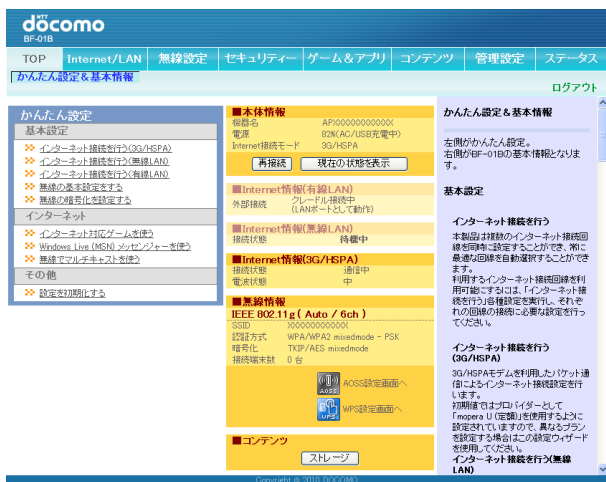 NTT
döcomo
BF-01B
TOP Internet/LAN 無線設定 セキュリティー ゲーム&アプリ コンテンツ 管理設定 ステータス
かんたん設定&基本情報
ログアウト
かんたん設定
基本設定
インターネット接続を行う(3G/HSPA)
インターネット接続を行う(無線LAN)
インターネット接続を行う(有線LAN)
無線の基本設定をする
無線の暗号化を設定する
インターネット
インターネット対応ゲームを使う
Windows Live (MSN) メッセンジャーを使う
無線でマルチキャストを使う
その他
設定を初期化する
■本体情報
機器名 APXXXXXXXXXXXX
電源 82%(AC/USB充電中)
Internet接続モード 3G/HSPA
再接続 現在の状態を表示
■Internet情報(有線LAN)
外部接続 クレードル接続中
(LANポートとして動作)
■Internet情報(無線LAN)
接続状態 待機中
■Internet情報(3G/HSPA)
接続状態 通信中
電波状態 中
■無線情報
IEEE 802.11g ( Auto / 6ch )
SSID XXXXXXXXXXXX
認証方式 WPA/WPA2 mixedmode - PSK
暗号化 TKIP/AES mixedmode
接続端末数 0 台
AOSS AOSS設定画面へ
WPS WPS設定画面へ
■コンテンツ
ストレージ
かんたん設定&基本情報
左側がかんたん設定。
右側がBF-01Bの基本情報となりま
す。
基本設定
インターネット接続を行う
本製品は複数のインターネット接続回
線を同時に設定することができ、常に
最適な回線を自動選択することができ
ます。
利用するインターネット接続回線を利
用可能にするには、「インターネット接
続を行う」各種設定を実行し、それぞ
れの回線の接続に必要な設定を行っ
てください。
インターネット接続を行う
(3G/HSPA)
3G/HSPAモデムを利用したパケット通
信によるインターネット接続設定を行
います。
初期値ではプロバイダーとして
「mopera U（定額）」を使用するように
設定されていますので、異なるプラン
を設定する場合はこの設定ウィザード
を使用してください。
インターネット接続を行う(無線
LAN)
Copyright © 2010 DOCOMO